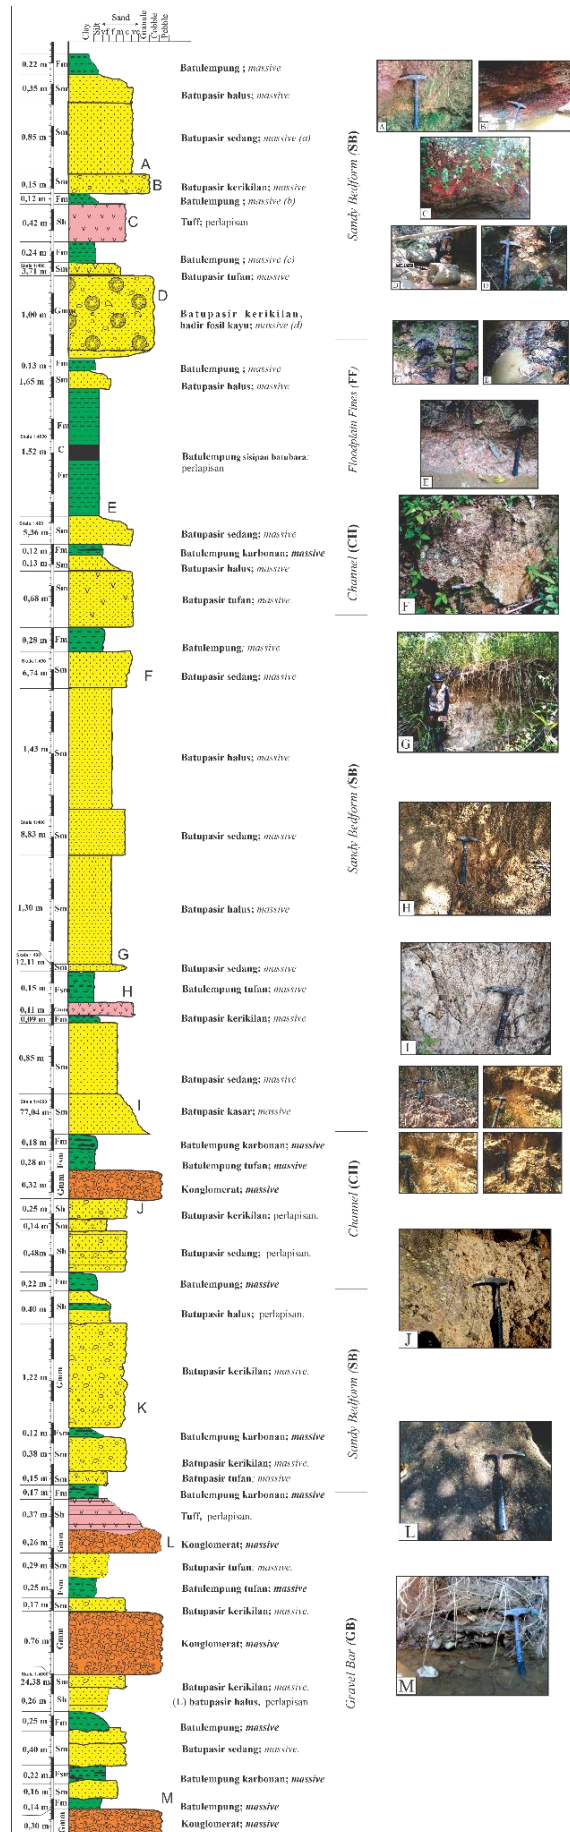 Clay
Silt
Sand
vf f m c vc
Granule
Cobble
Pebble
0,22 m Fm Batulempung ; massive
0,35 m Sm Batupasir halus; massive
0,85 m Sm Batupasir sedang; massive (a)
A
0,15 m Sm B Batupasir kerikilan; massive
0,12 m Fm Batulempung ; massive (b)
0,42 m Sh C Tuff; perlapisan
0,24 m Fm Batulempung ; massive (c)
3,71 m Sm Batupasir tufan; massive
D
1,00 m Gm Batupasir kerikilan,
hadir fosil kayu; massive (d)
Sandy Bedform (SB)
0,13 m Fm Batulempung ; massive
1,65 m Sm Batupasir halus; massive
Fm
1,52 m C Batulempung sisipan batubara;
perlapisan
Fm
E
Floodplain Fines (FF)
5,56 m Sm Batupasir sedang; massive
0,12 m Fm Batulempung karbonan; massive
0,13 m Sm Batupasir halus; massive
0,68 m Sm Batupasir tufan; massive
Channel (CH)
0,29 m Fm Batulempung; massive
6,74 m Sm F Batupasir sedang; massive
1,43 m Sm Batupasir halus; massive
8,83 m Sm Batupasir sedang; massive
1,30 m Sm Batupasir halus; massive
G
12,11 m Sm Batupasir sedang; massive
0,15 m Fsm Batulempung tufan; massive
H
0,11 m Gmm
0,09 m Fm Batupasir kerikilan; massive
0,85 m Sm Batupasir sedang; massive
77,04 m Sm I Batupasir kasar; massive
Sandy Bedform (SB)
0,18 m Fm Batulempung karbonan; massive
0,28 m Fsm Batulempung tufan; massive
0,32 m Gmm Konglomerat; massive
J
0,25 m Sh Batupasir kerikilan; perlapisan.
0,14 m Sm
0,48m Sh Batupasir sedang; perlapisan.
0,22 m Fm Batulempung; massive
Channel (CH)
0,40 m Sh Batupasir halus; perlapisan.
1,22 m Gmm Batupasir kerikilan; massive.
K
0,12 m Fsm Batulempung karbonan; massive
0,38 m Sm Batupasir kerikilan; massive.
0,15 m Sm Batupasir tufan; massive
0,17 m Fm Batulempung karbonan; massive
Sandy Bedform (SB)
0,37 m Sh Tuff, perlapisan.
0,26 m Gmm L Konglomerat; massive
0,29 m Sm Batupasir tufan; massive.
0,25 m Fsm Batulempung tufan; massive
0,17 m Sm Batupasir kerikilan; massive.
0,76 m Gmm Konglomerat; massive
24,38 m Sm Batupasir kerikilan; massive.
0,26 m Sh (L) batupasir halus, perlapisan
0,25 m Fm Batulempung; massive
0,40 m Sm Batupasir sedang; massive.
0,22 m Fsm Batulempung karbonan; massive
0,16 m Sm
M
0,14 m Fm Batulempung; massive
0,30 m Gmm Konglomerat; massive
Gravel Bar (GB)
A
B
C
D
D
E
E
E
F
G
H
I
J
L
M